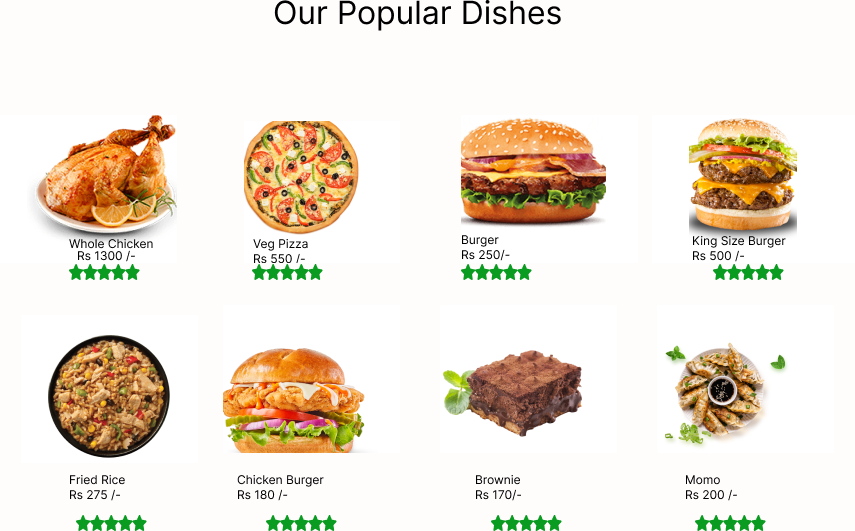 Our Popular Dishes
Whole Chicken
Rs 1300 /-
Veg Pizza
Rs 550 /-
Burger
Rs 250/-
King Size Burger
Rs 500 /-
Fried Rice
Rs 275 /-
Chicken Burger
Rs 180 /-
Brownie
Rs 170/-
Momo
Rs 200 /-